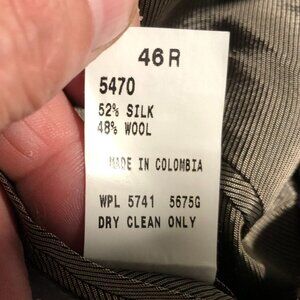 46R
5470
52% SILK
48% WOOL
MADE IN COLOMBIA
WPL 5741 5675G
DRY CLEAN ONLY